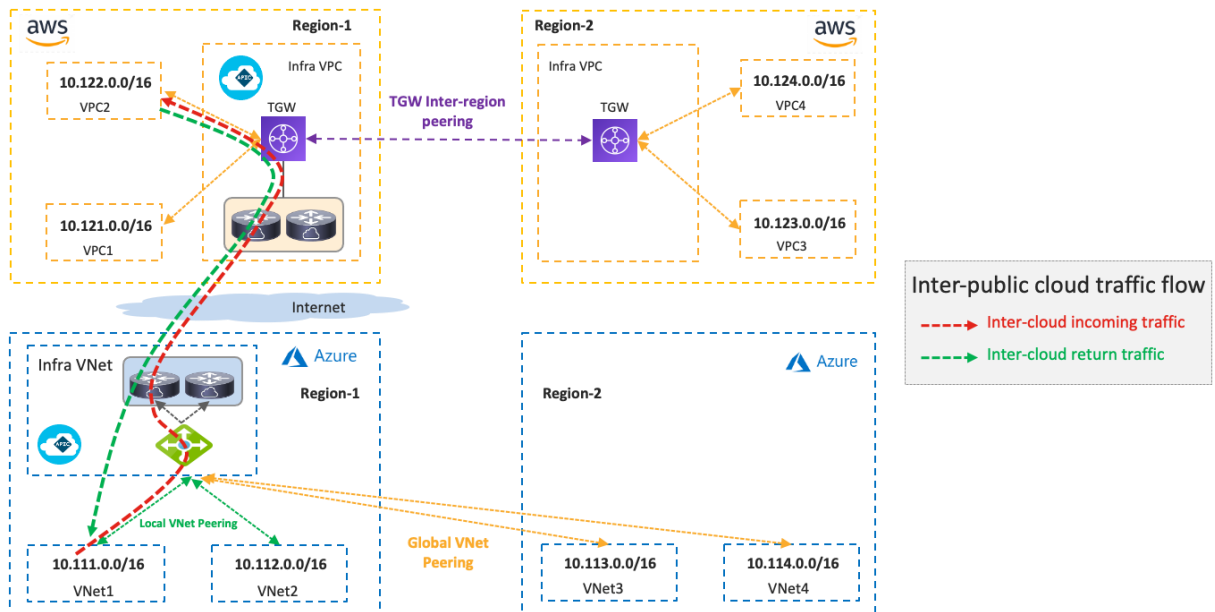 aws
Region-1
Infra VPC
APIC
10.122.0.0/16
VPC2
TGW
10.121.0.0/16
VPC1
TGW Inter-region
peering
Region-2
aws
Infra VPC
TGW
10.124.0.0/16
VPC4
10.123.0.0/16
VPC3
Internet
Inter-public cloud traffic flow
Inter-cloud incoming traffic
Inter-cloud return traffic
Infra VNet
Azure
Region-1
APIC
Local VNet Peering
10.111.0.0/16
VNet1
10.112.0.0/16
VNet2
Global VNet
Peering
Azure
Region-2
10.113.0.0/16
VNet3
10.114.0.0/16
VNet4